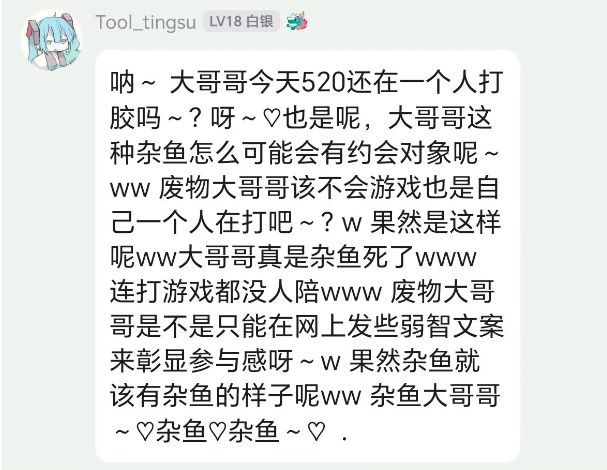 Tool_tingsu LV18 白银
呐～ 大哥哥今天520还在一个人打
胶吗～？呀～♡也是呢，大哥哥这
种杂鱼怎么可能会有约会对象呢～
ww 废物大哥哥该不会游戏也是自
己一个人在打吧～？w 果然是这样
呢ww大哥哥真是杂鱼死了www
连打游戏都没人陪www 废物大哥
哥是不是只能在网上发些弱智文案
来彰显参与感呀～w 果然杂鱼就
该有杂鱼的样子呢ww 杂鱼大哥哥
～♡杂鱼♡杂鱼～♡ .